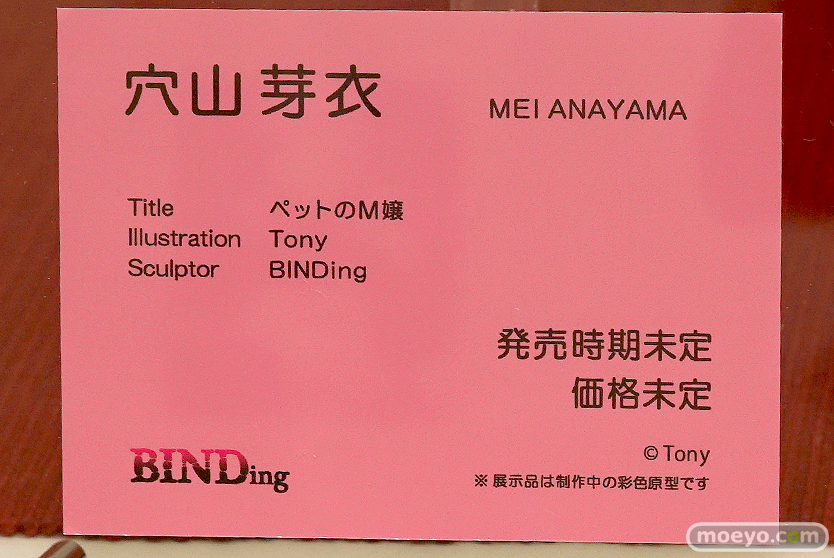 穴山 芽衣
MEI ANAYAMA
Title ペットのM嬢
Illustration Tony
Sculptor BINDing
発売時期未定
価格未定
©Tony
BINDing
※展示品は制作中の彩色原型です
moeyo.com